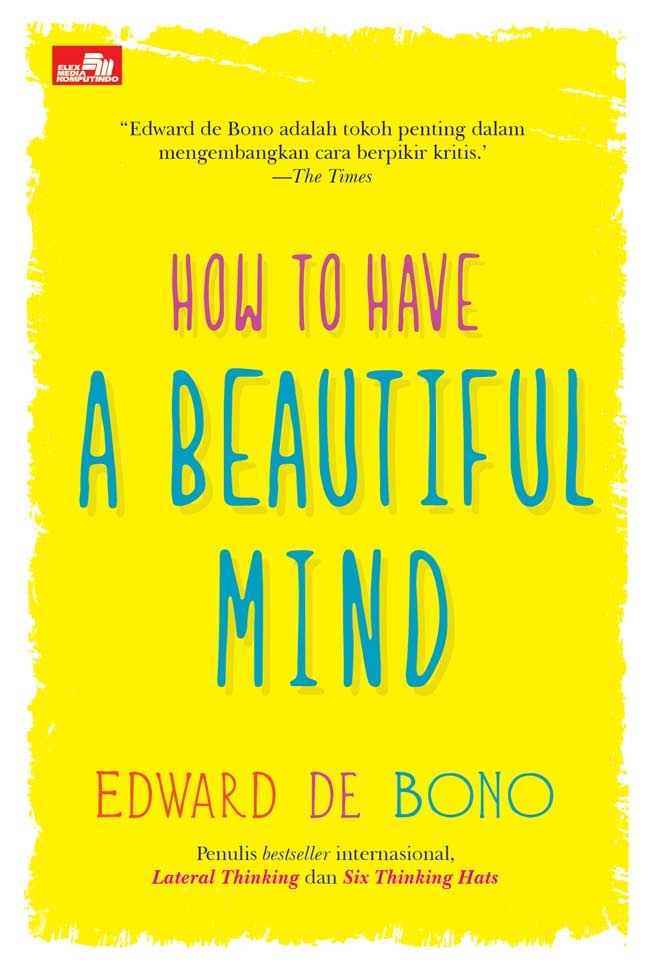 ELEX
MEDIA
KOMPUTINDO
“Edward de Bono adalah tokoh penting dalam
mengembangkan cara berpikir kritis.’
—The Times
HOW TO HAVE
A BEAUTIFUL
MIND
EDWARD DE BONO
Penulis bestseller internasional,
Lateral Thinking dan Six Thinking Hats